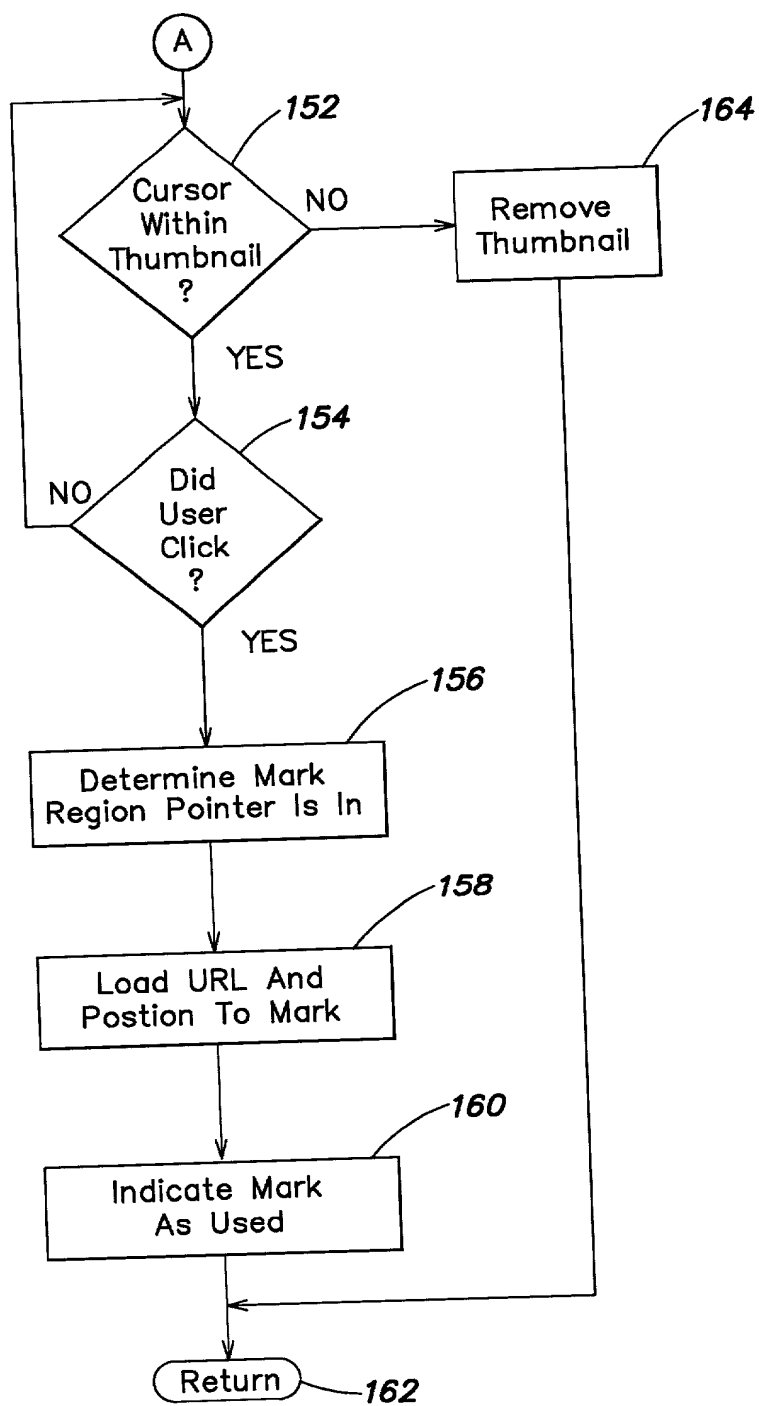 A
152
Cursor
Within
Thumbnail
?
NO
164
Remove
Thumbnail
YES
154
Did
User
Click
?
NO
YES
156
Determine Mark
Region Pointer Is In
158
Load URL And
Postion To Mark
160
Indicate Mark
As Used
Return
162